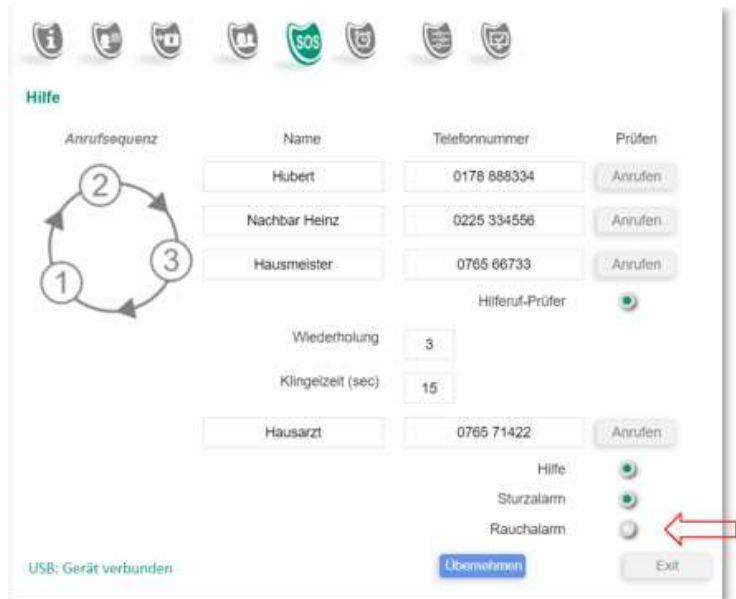 SOS
Hilfe
Anrufsequenz Name Telefonnummer Prüfen
Hubert 0178 888334 Anrufen
Nachbar Heinz 0225 334556 Anrufen
Hausmeister 0765 66733 Anrufen
1 2 3
Hilferuf-Prüfer
Wiederholung 3
Klingelzeit (sec) 15
Hausarzt 0765 71422 Anrufen
Hilfe
Sturzalarm
Rauchalarm
USB: Gerät verbunden Übernehmen Exit